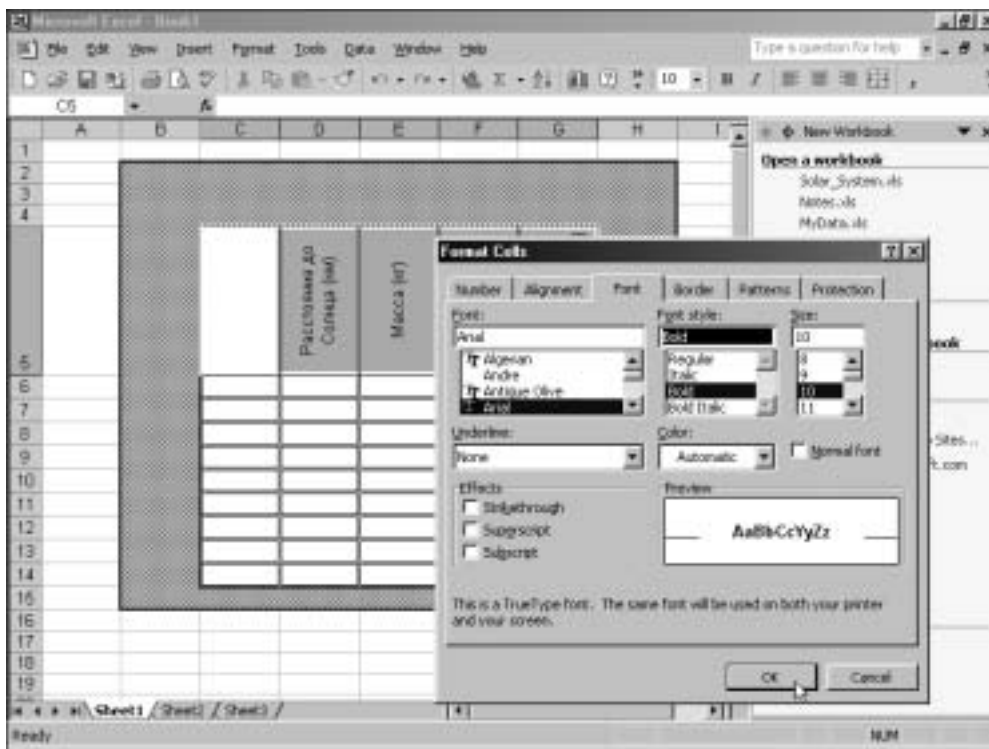 Microsoft Excel - Book1
File Edit View Insert Format Tools Data Window Help
Type a question for help
10
C5
fx
A B C D E F G H I
New Workbook
Open a workbook
Solar_System.xls
Notes.xls
MyData.xls
1
2
3
4
5
6
7
8
9
10
11
12
13
14
15
16
17
18
19
Расстояние до
Солнца (км)
Масса (кг)
Format Cells
Number Alignment Font Border Patterns Protection
Font: Font style: Size:
Arial Bold 10
Algerian Regular 8
Andre Italic 9
Antique Olive Bold 10
Arial Bold Italic 11
Underline: Color:
None Automatic Normal font
Effects Preview
Strikethrough
Superscript
Subscript
AaBbCcYyZz
This is a TrueType font. The same font will be used on both your printer
and your screen.
OK Cancel
Sites...
Sheet1 Sheet2 Sheet3
Ready NUM